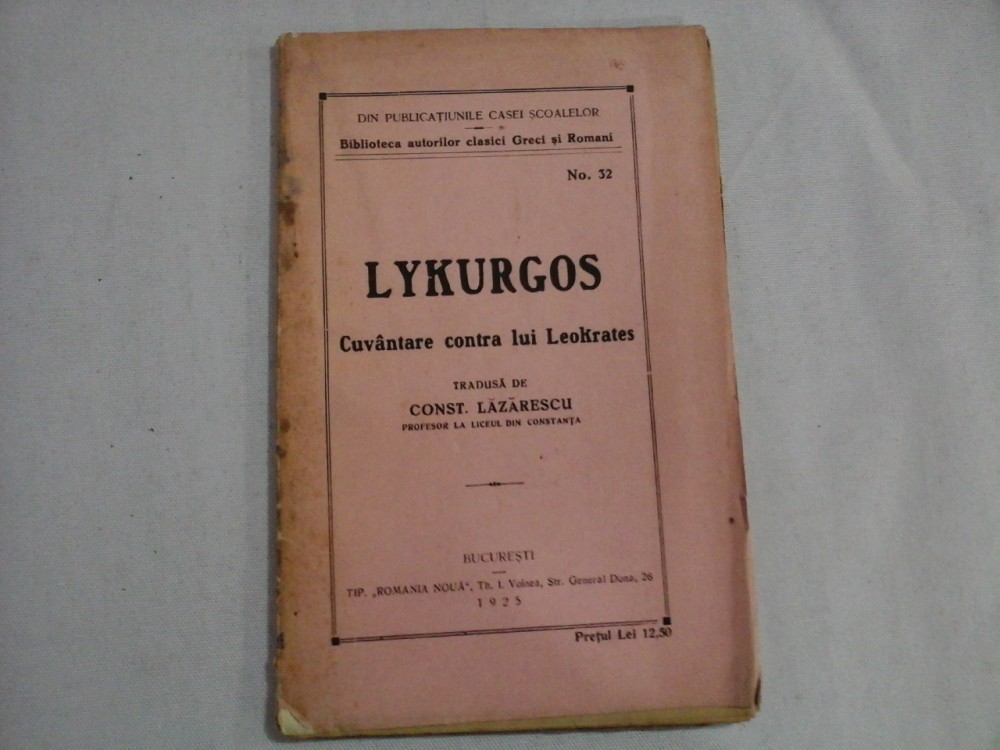 DIN PUBLICAȚIUNILE CASEI ȘCOALELOR
Biblioteca autorilor clasici Greci și Romani
No. 32
LYKURGOS
Cuvântare contra lui Leokrates
TRADUSĂ DE
CONST. LĂZĂRESCU
PROFESOR LA LICEUL DIN CONSTANȚA
BUCUREȘTI
TIP. „ROMANIA NOUĂ“, Th. I. Voinea, Str. General Dona, 26
1925
Prețul Lei 12,50